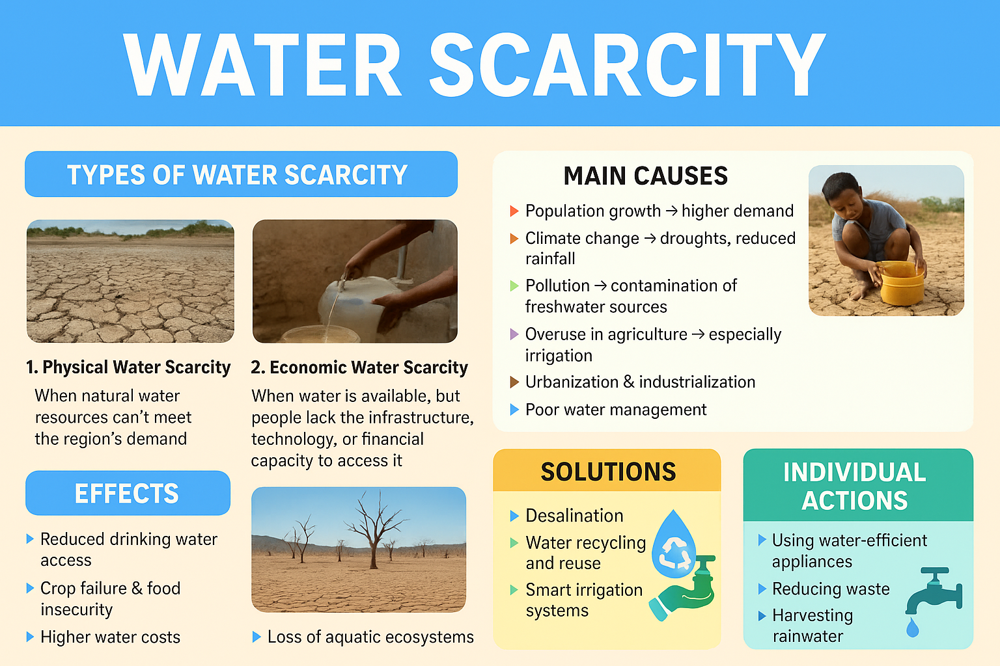 WATER SCARCITY
TYPES OF WATER SCARCITY
1. Physical Water Scarcity
When natural water
resources can’t meet
the region’s demand
2. Economic Water Scarcity
When water is available, but
people lack the infrastructure,
technology, or financial
capacity to access it
EFFECTS
Reduced drinking water
access
Crop failure & food
insecurity
Higher water costs
Loss of aquatic ecosystems
MAIN CAUSES
Population growth → higher demand
Climate change → droughts, reduced
rainfall
Pollution → contamination of
freshwater sources
Overuse in agriculture → especially
irrigation
Urbanization & industrialization
Poor water management
SOLUTIONS
Desalination
Water recycling
and reuse
Smart irrigation
systems
INDIVIDUAL
ACTIONS
Using water-efficient
appliances
Reducing waste
Harvesting
rainwater